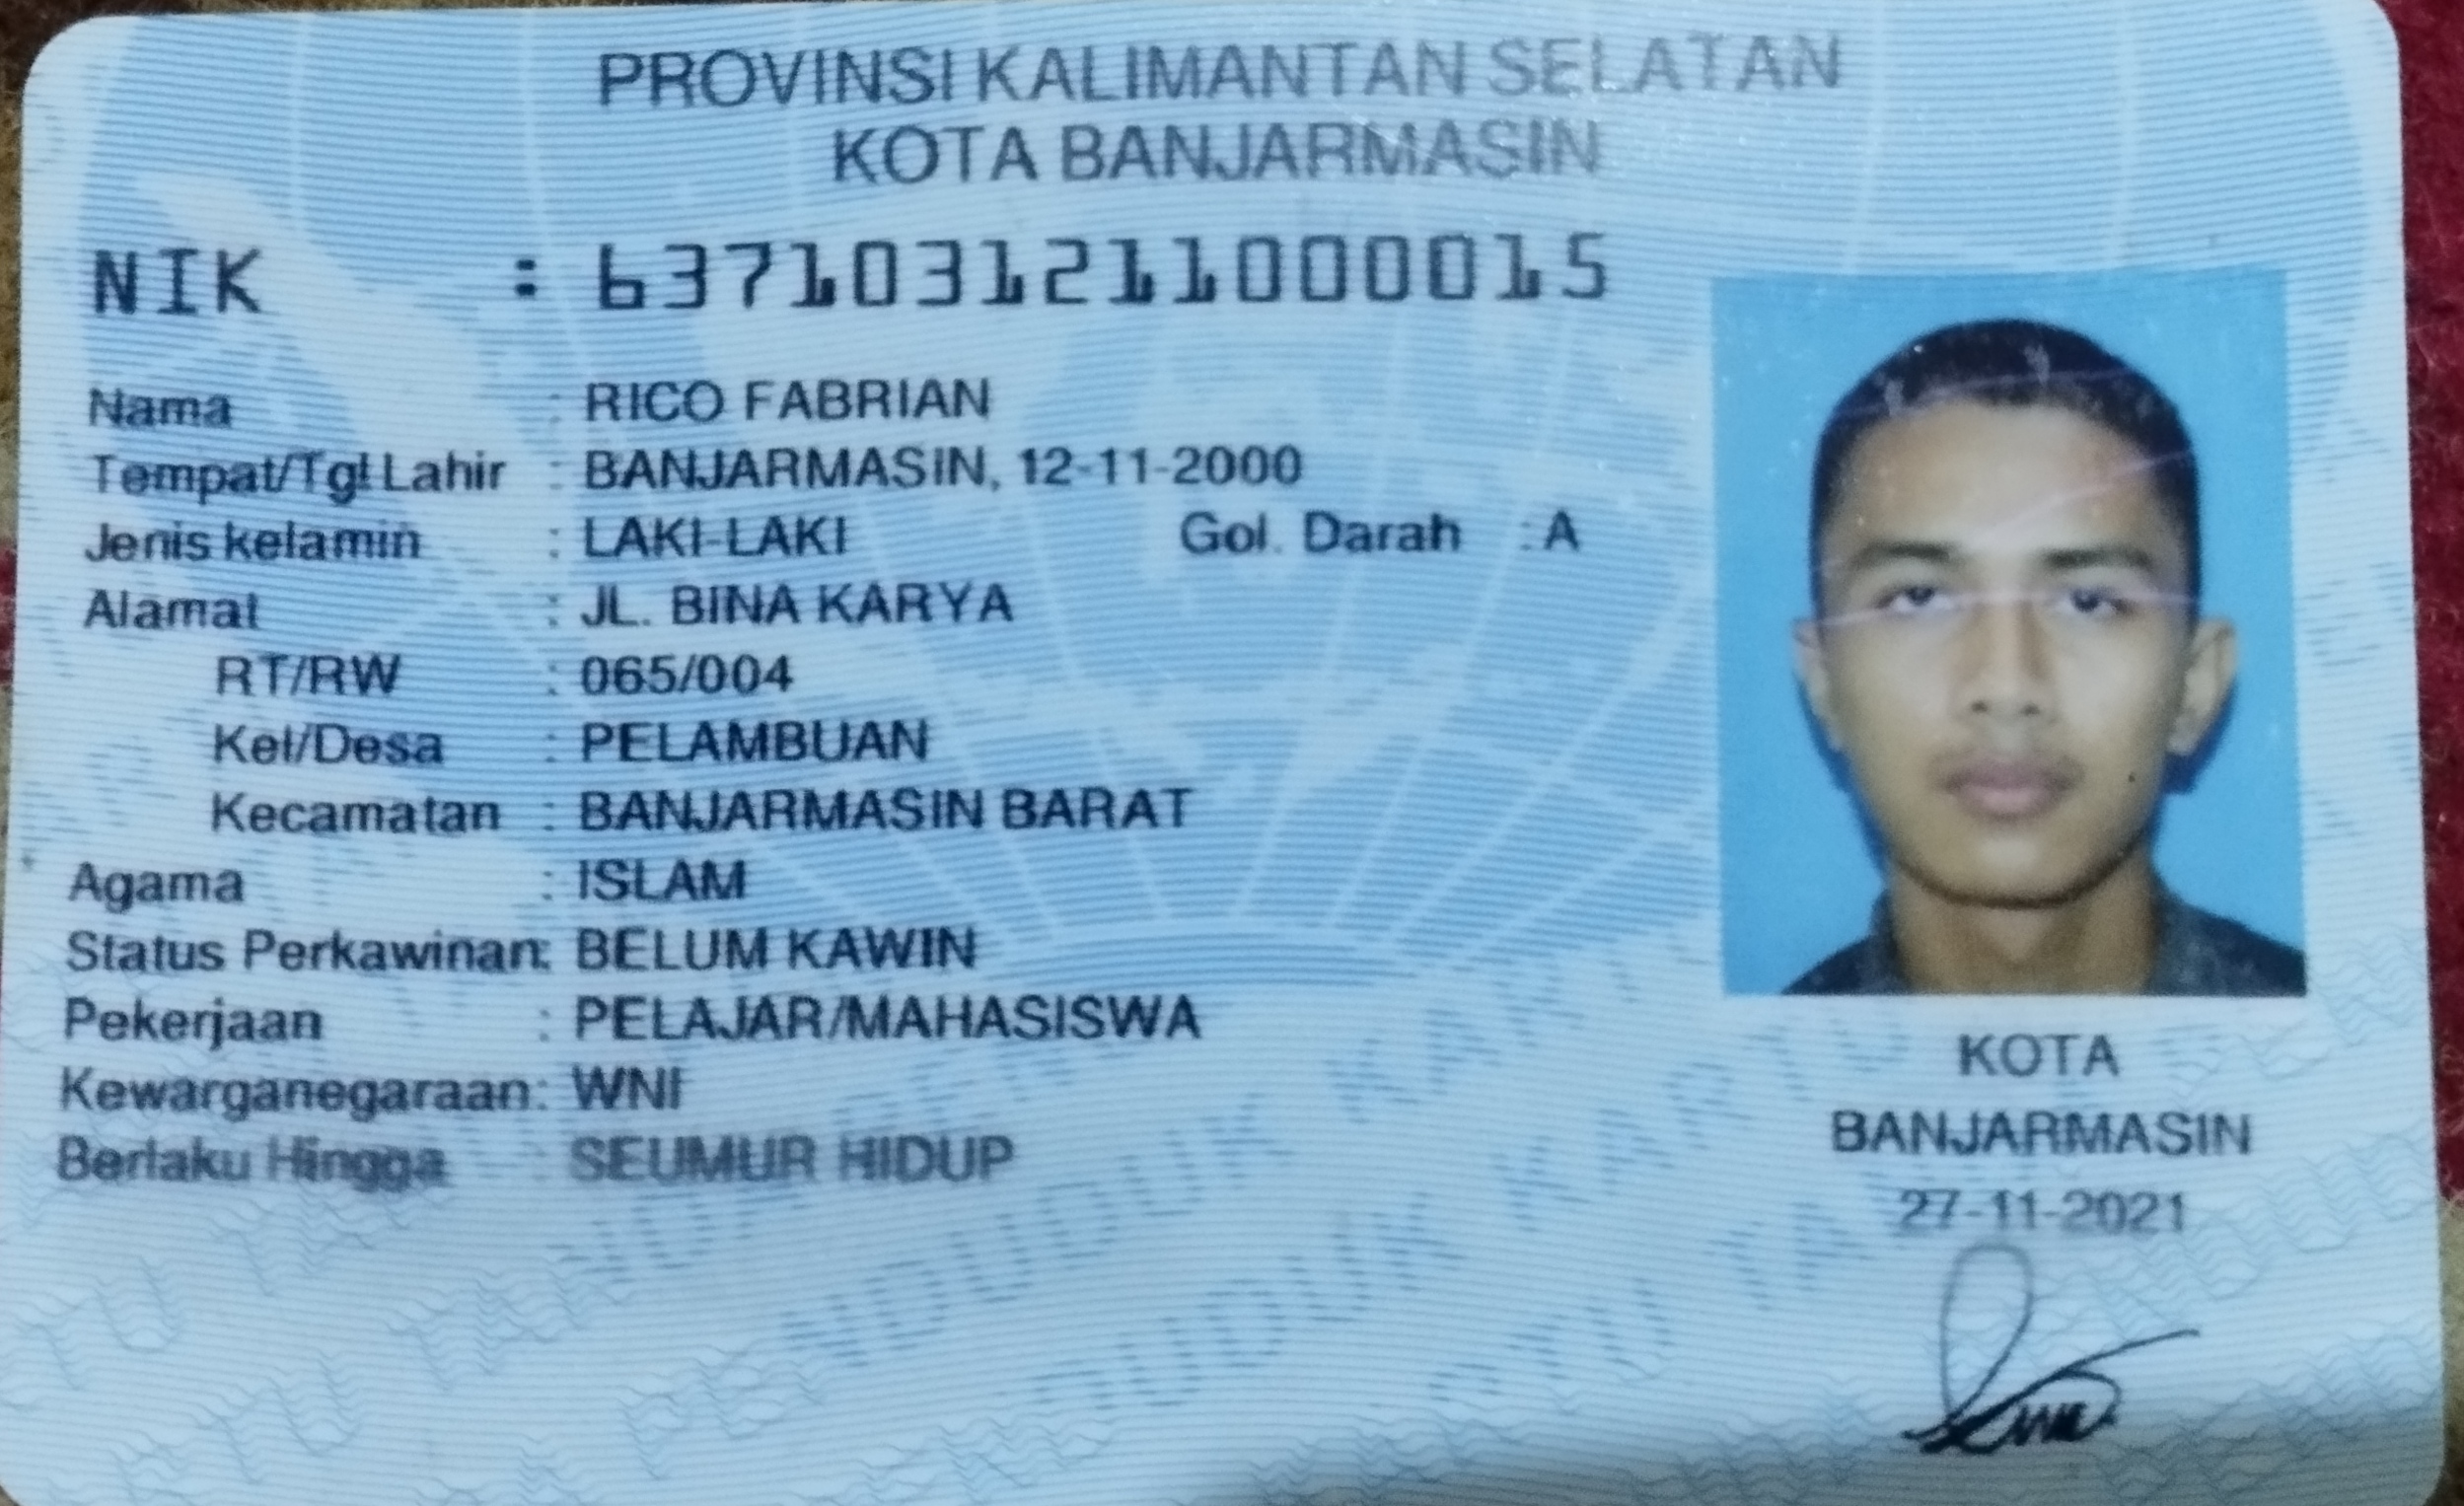 PROVINSI KALIMANTAN SELATAN
KOTA BANJARMASIN
NIK : 6371031211000015
Nama : RICO FABRIAN
Tempat/Tgl Lahir : BANJARMASIN, 12-11-2000
Jenis kelamin : LAKI-LAKI Gol. Darah : A
Alamat : JL. BINA KARYA
RT/RW : 065/004
Kel/Desa : PELAMBUAN
Kecamatan : BANJARMASIN BARAT
Agama : ISLAM
Status Perkawinan: BELUM KAWIN
Pekerjaan : PELAJAR/MAHASISWA
Kewarganegaraan: WNI
Berlaku Hingga : SEUMUR HIDUP
KOTA
BANJARMASIN
27-11-2021